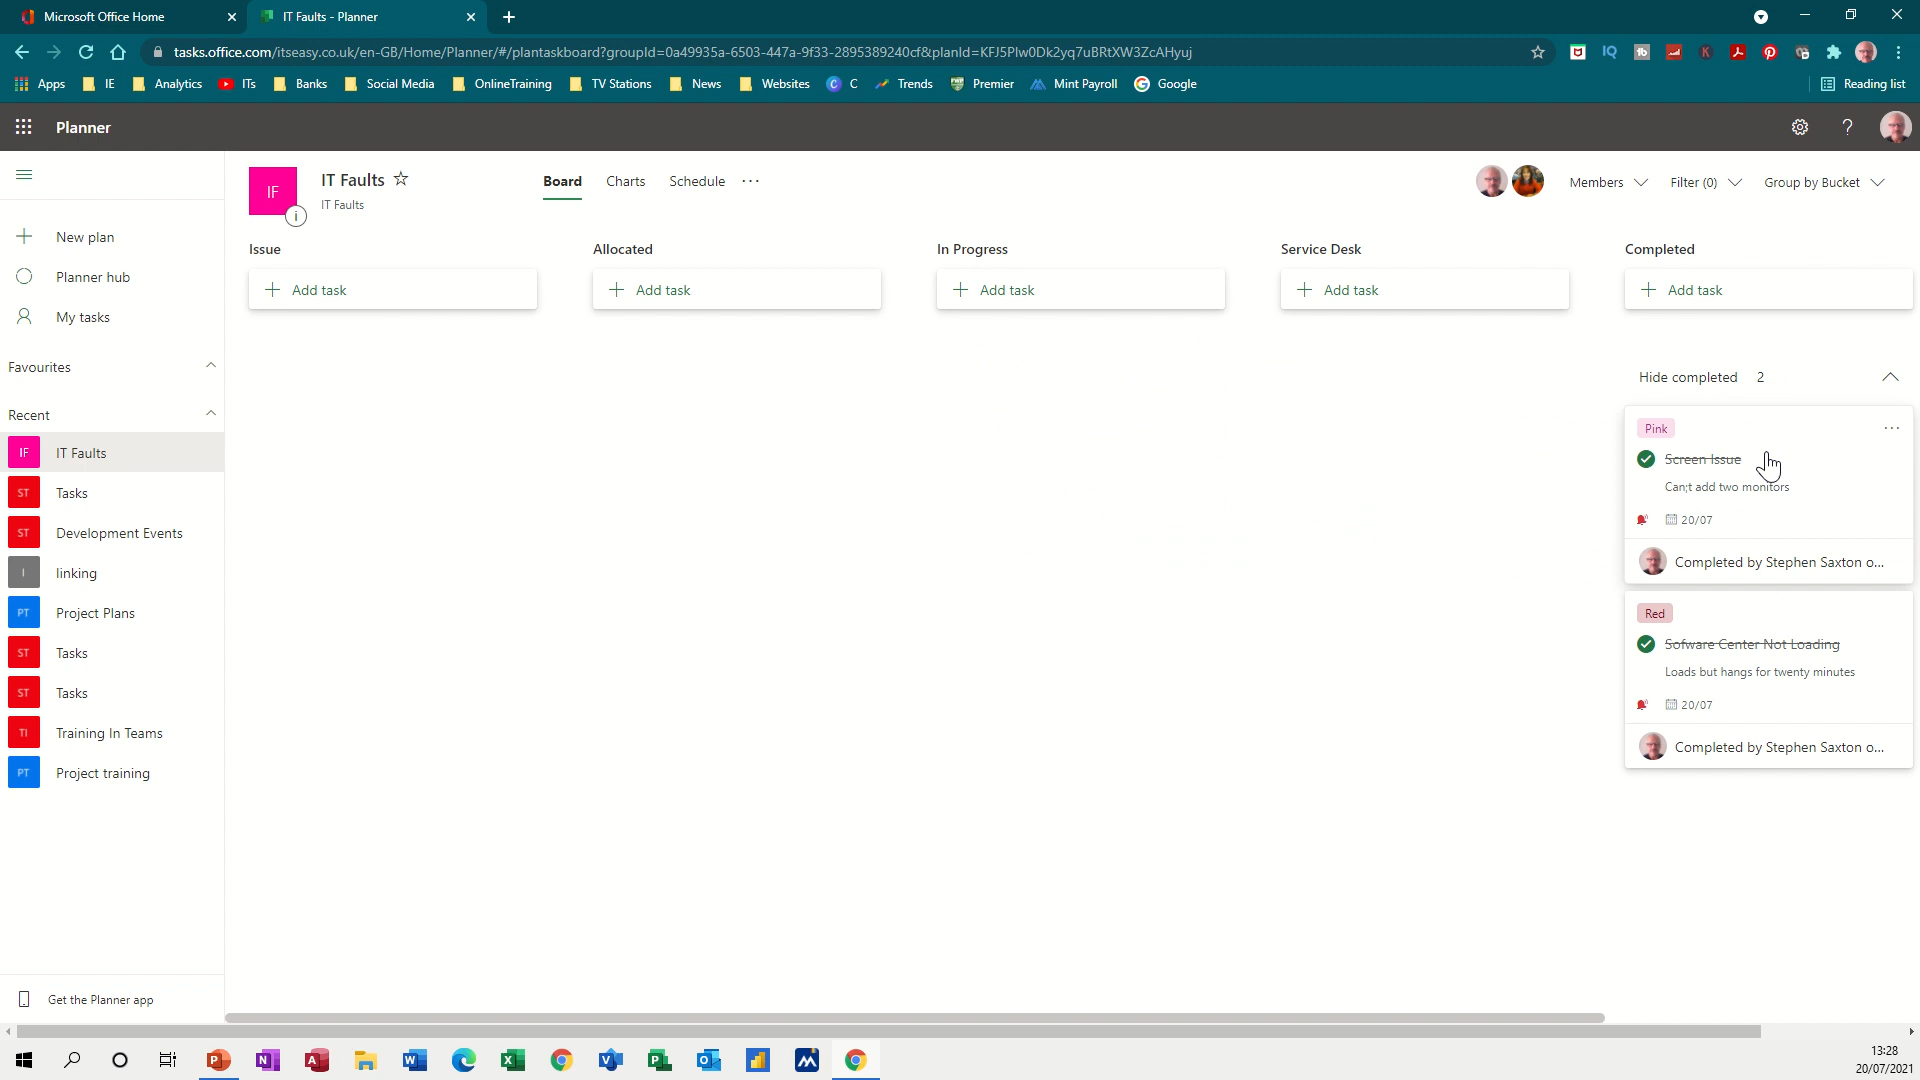 Microsoft Office Home
IT Faults - Planner
tasks.office.com/itseasy.co.uk/en-GB/Home/Planner/#/plantaskboard?groupId=0a49935a-6503-447a-9f33-2895389240cf&planId=KFJ5Plw0Dk2yq7uBRtXW3ZcAHyuj
Apps IE Analytics ITs Banks Social Media OnlineTraining TV Stations News Websites C Trends Premier Mint Payroll Google Reading list
Planner
?
IF
IT Faults
IT Faults
Board Charts Schedule ...
Members Filter (0) Group by Bucket
New plan
Planner hub
My tasks
Favourites
Recent
IF IT Faults
ST Tasks
ST Development Events
I linking
PT Project Plans
ST Tasks
ST Tasks
TI Training In Teams
PT Project training
Get the Planner app
Issue
Add task
Allocated
Add task
In Progress
Add task
Service Desk
Add task
Completed
Add task
Hide completed 2
Pink
Screen Issue
Can;t add two monitors
20/07
Completed by Stephen Saxton o...
Red
Sofware Center Not Loading
Loads but hangs for twenty minutes
20/07
Completed by Stephen Saxton o...
13:28
20/07/2021